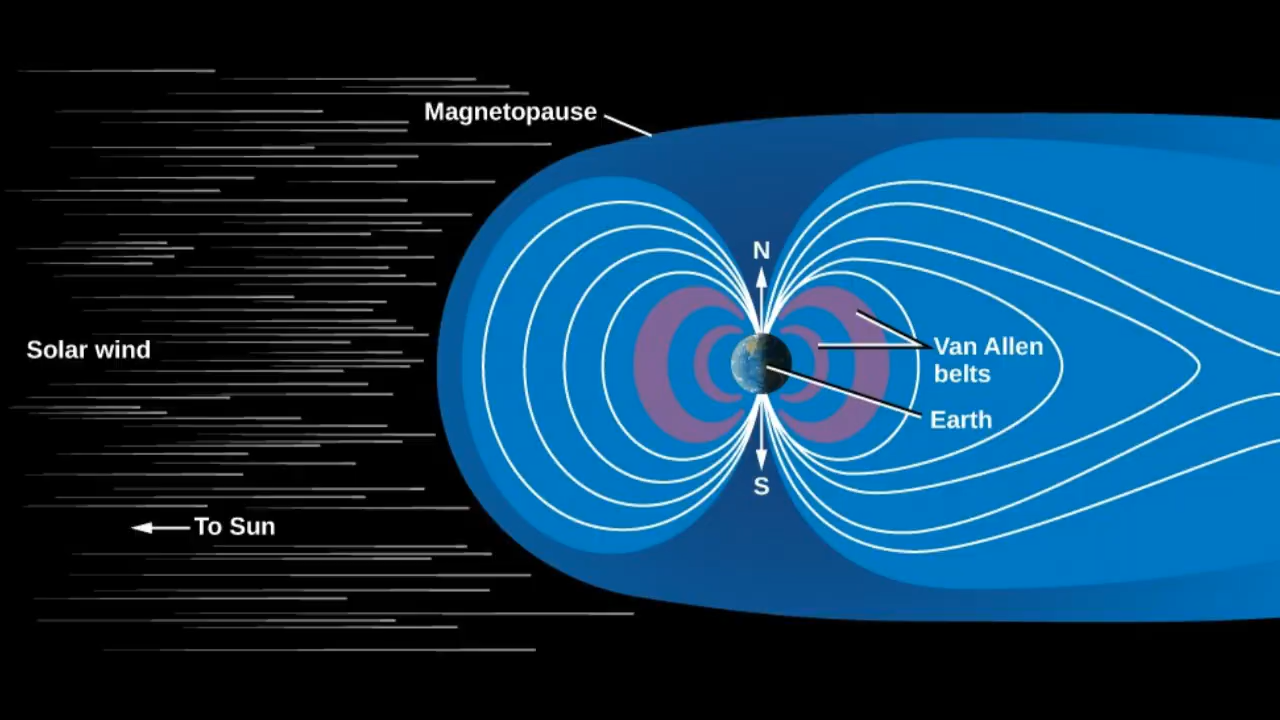 Magnetopause
N
Solar wind
Van Allen
belts
Earth
S
To Sun